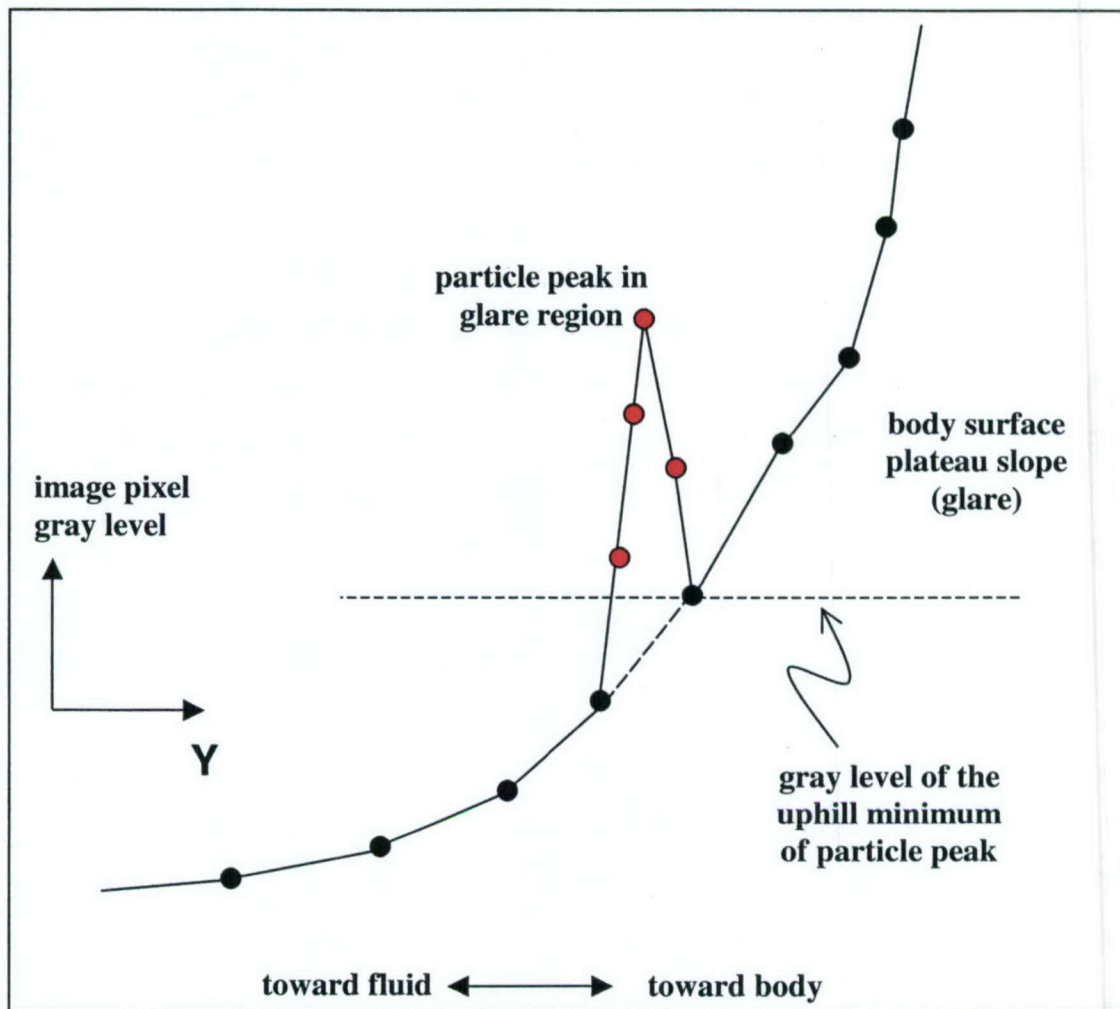 particle peak in
glare region
body surface
plateau slope
(glare)
image pixel
gray level
Y
gray level of the
uphill minimum
of particle peak
toward fluid
toward body